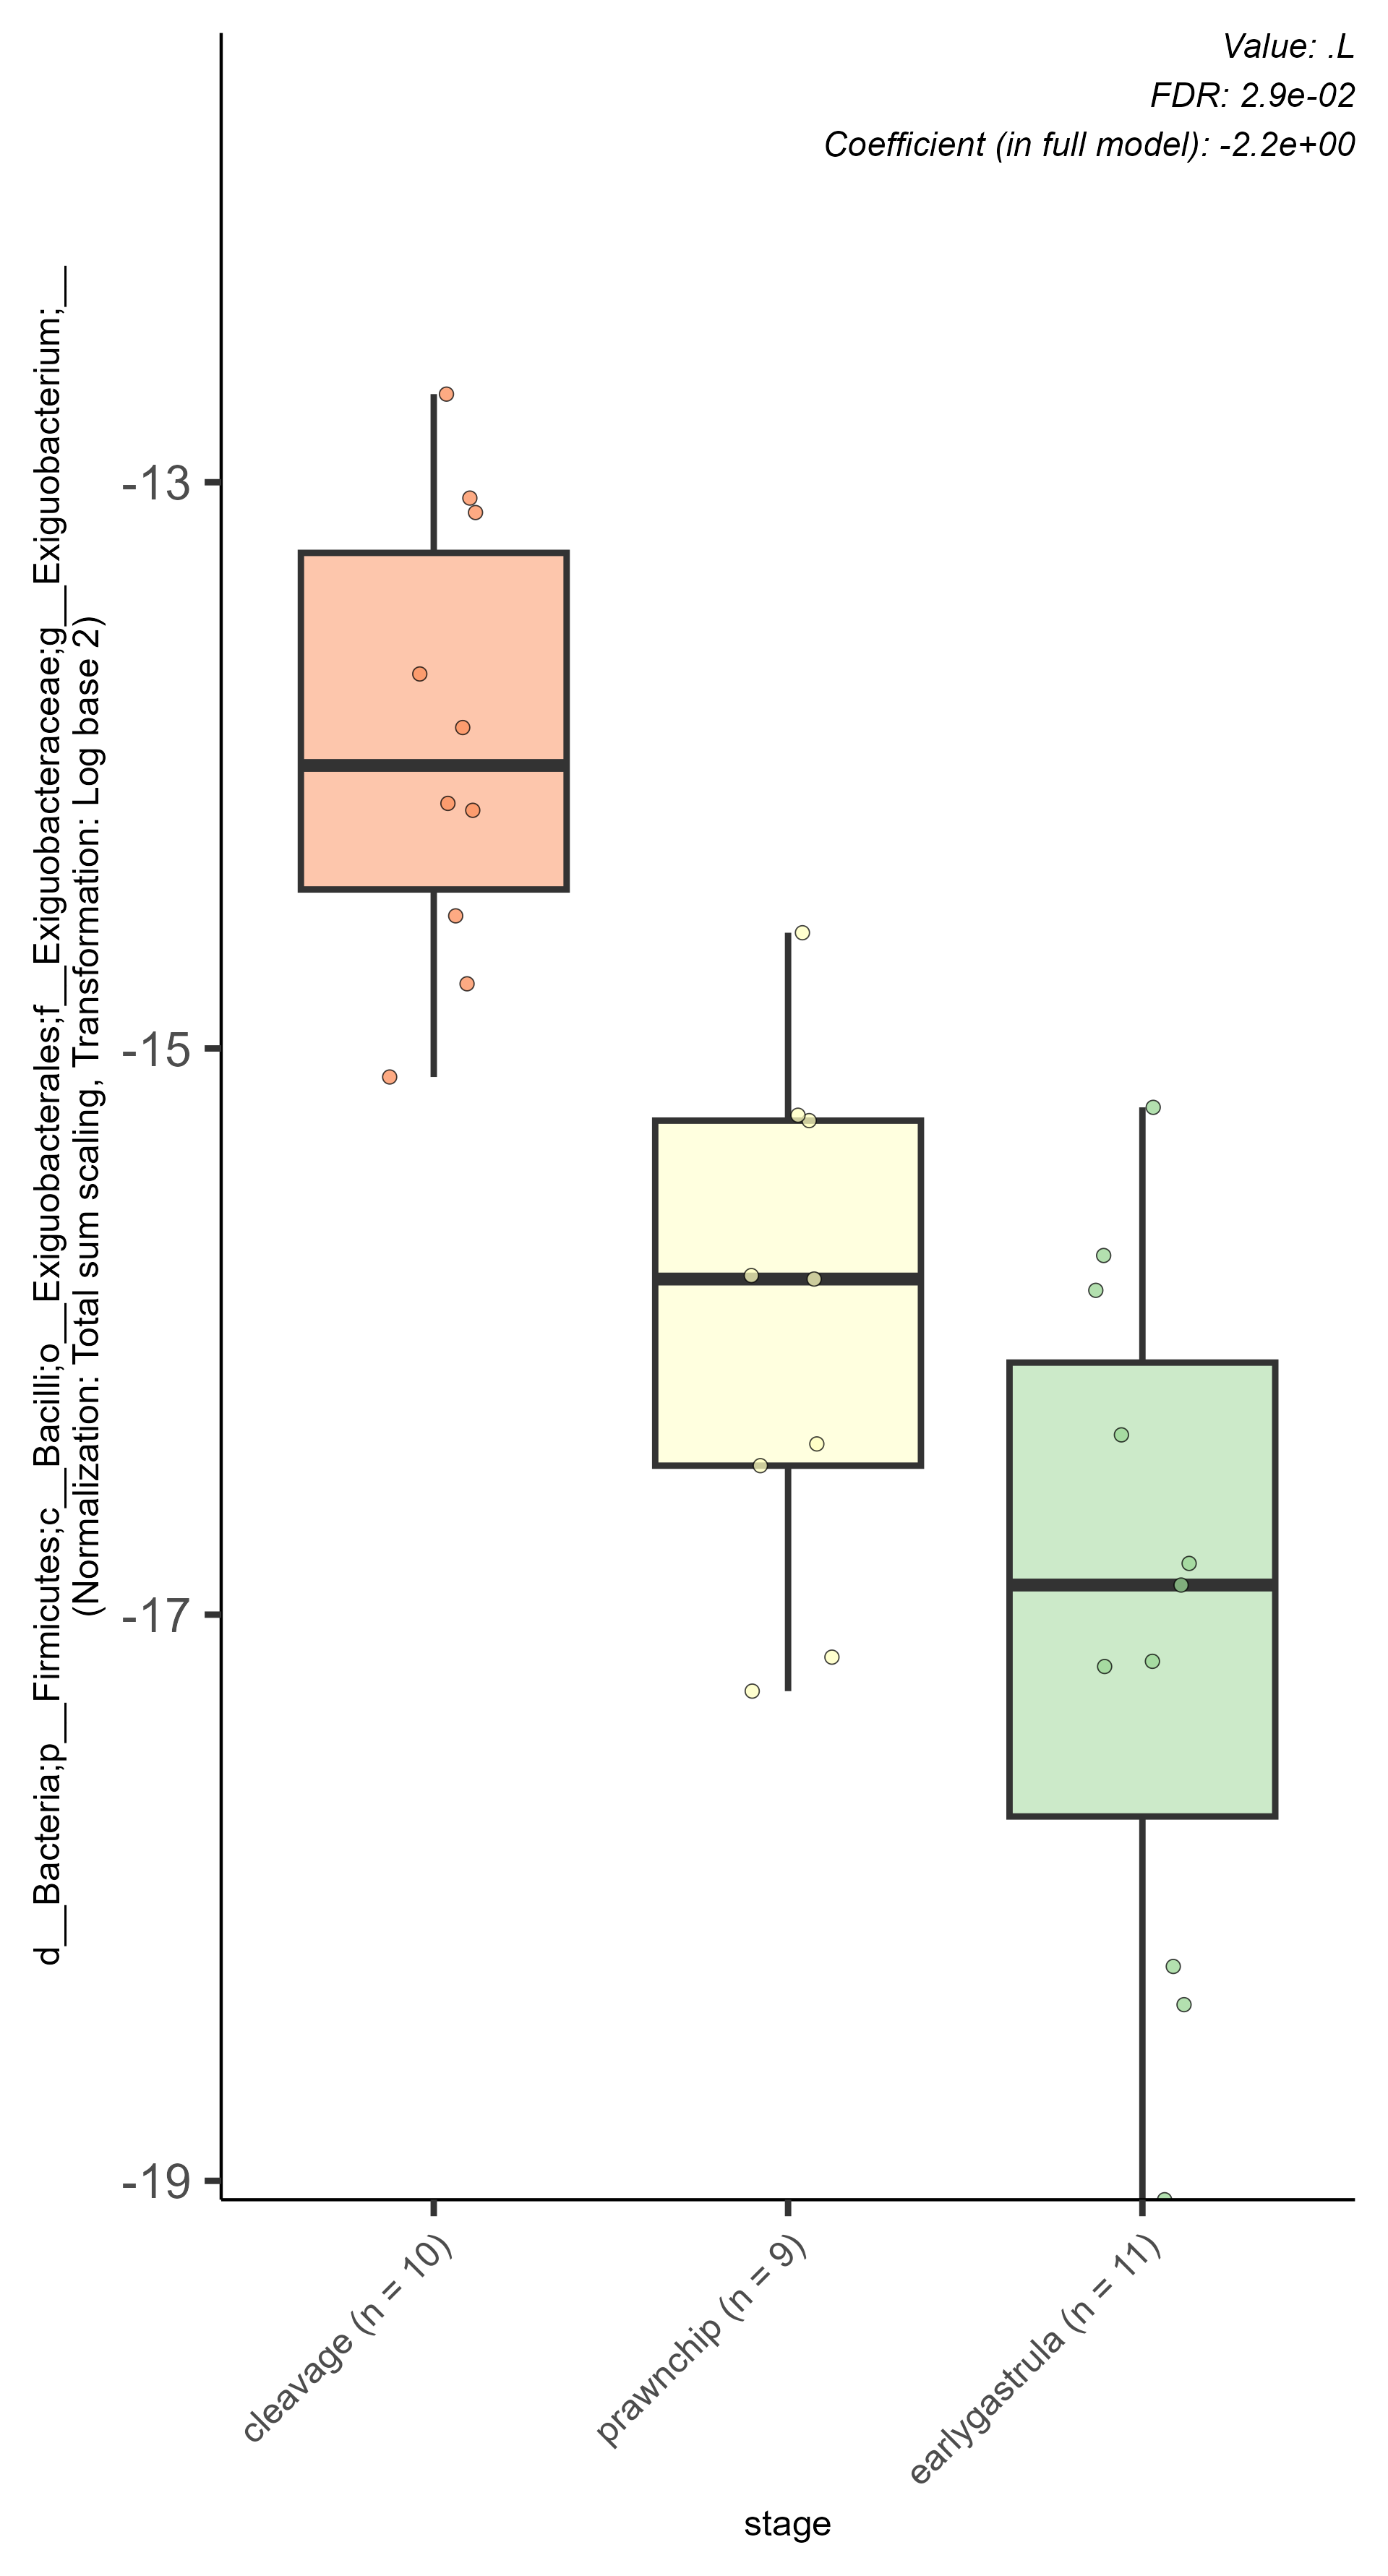 Value: .L
FDR: 2.9e-02
Coefficient (in full model): -2.2e+00
d__Bacteria;p__Firmicutes;c__Bacilli;o__Exiguobacterales;f__Exiguobacteraceae;g__Exiguobacterium;__
(Normalization: Total sum scaling, Transformation: Log base 2)
-13
-15
-17
-19
cleavage (n = 10)
prawnchip (n = 9)
earlygastrula (n = 11)
stage